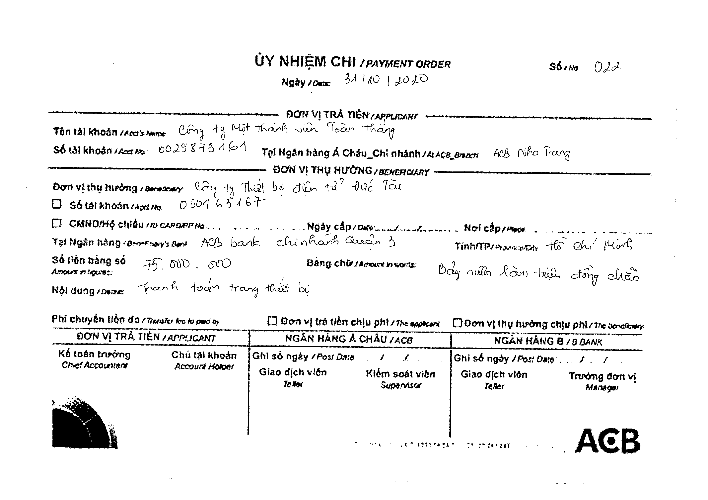 ỦY NHIỆM CHI / PAYMENT ORDER
Số / No 022
Ngày / Date: 31/10/2020
ĐƠN VỊ TRẢ TIỀN / APPLICANT
Tên tài khoản / Acct's Name Công ty Một thành viên Toàn Thắng
Số tài khoản / Acct No. Tại Ngân hàng Á Châu_Chi nhánh / At ACB_Branch: ACB Nha Trang
ĐƠN VỊ THỤ HƯỞNG / BENEFICIARY
Đơn vị thụ hưởng / Beneficiary Công ty Thiết bị điện tử Đức Tân
☐ Số tài khoản / Acct No.
☐ CMND/Hộ chiếu / ID CARD/PP No Ngày cấp / Date / / Nơi cấp / Place
Tại Ngân hàng - Beneficiary's Bank ACB bank chi nhánh Quận 3 Tỉnh/TP / Province/City Hồ Chí Minh
Số tiền bằng số 75.000.000 Bằng chữ / Amount in words: Bảy mươi lăm triệu đồng chẵn
Amount in figures:
Nội dung / Details: Thanh toán trang thiết bị
Phí chuyển tiền do / Transfer fee to paid by ☐ Đơn vị trả tiền chịu phí / The applicant ☐ Đơn vị thụ hưởng chịu phí / The beneficiary
ĐƠN VỊ TRẢ TIỀN / APPLICANT NGÂN HÀNG Á CHÂU / ACB NGÂN HÀNG B / B BANK
Kế toán trưởng Chủ tài khoản Ghi sổ ngày / Post Date / / Ghi sổ ngày / Post Date / /
Chief Accountant Account Holder Giao dịch viên Kiểm soát viên Giao dịch viên Trưởng đơn vị
Teller Supervisor Teller Manager
ACB